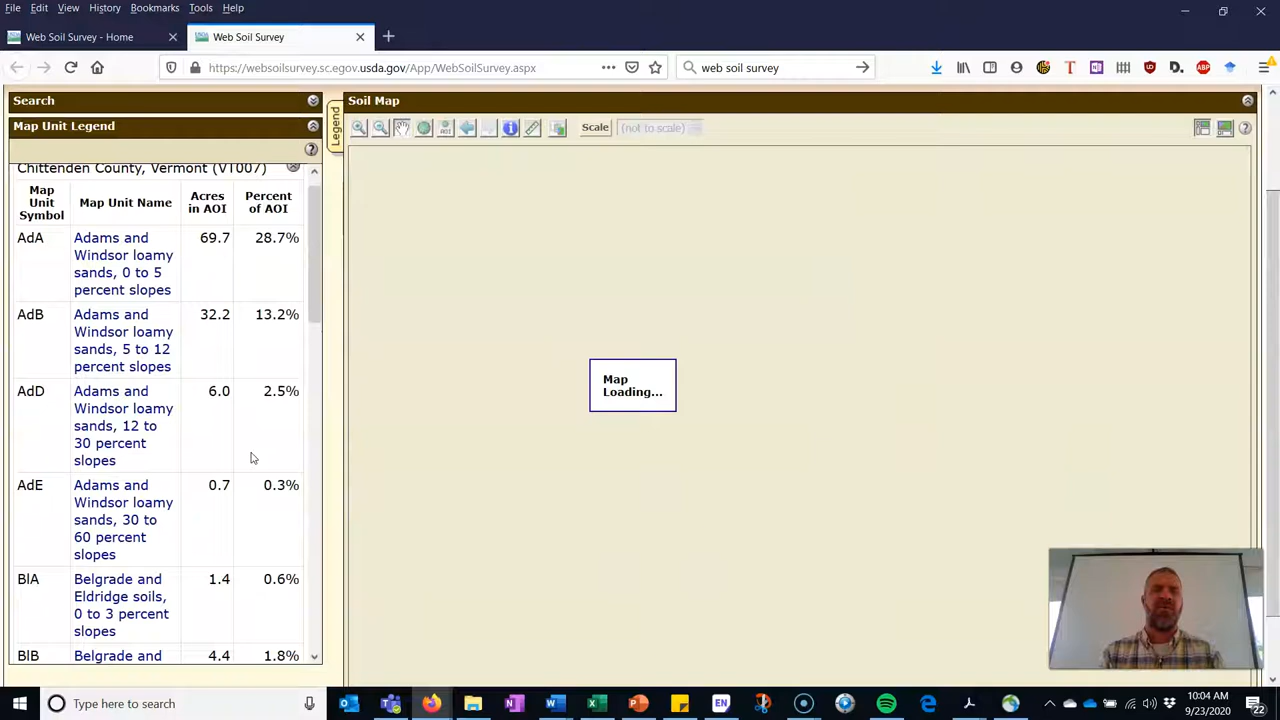 File Edit View History Bookmarks Tools Help
Web Soil Survey - Home
Web Soil Survey
https://websoilsurvey.sc.egov.usda.gov/App/WebSoilSurvey.aspx
web soil survey
Search
Map Unit Legend
Chittenden County, Vermont (VT007)
Map Unit Symbol
Map Unit Name
Acres in AOI
Percent of AOI
AdA
Adams and
Windsor loamy
sands, 0 to 5
percent slopes
69.7
28.7%
AdB
Adams and
Windsor loamy
sands, 5 to 12
percent slopes
32.2
13.2%
AdD
Adams and
Windsor loamy
sands, 12 to
30 percent
slopes
6.0
2.5%
AdE
Adams and
Windsor loamy
sands, 30 to
60 percent
slopes
0.7
0.3%
BlA
Belgrade and
Eldridge soils,
0 to 3 percent
slopes
1.4
0.6%
BlB
Belgrade and
4.4
1.8%
Legend
Soil Map
Scale
(not to scale)
Map
Loading...
Type here to search
10:04 AM
9/23/2020
22